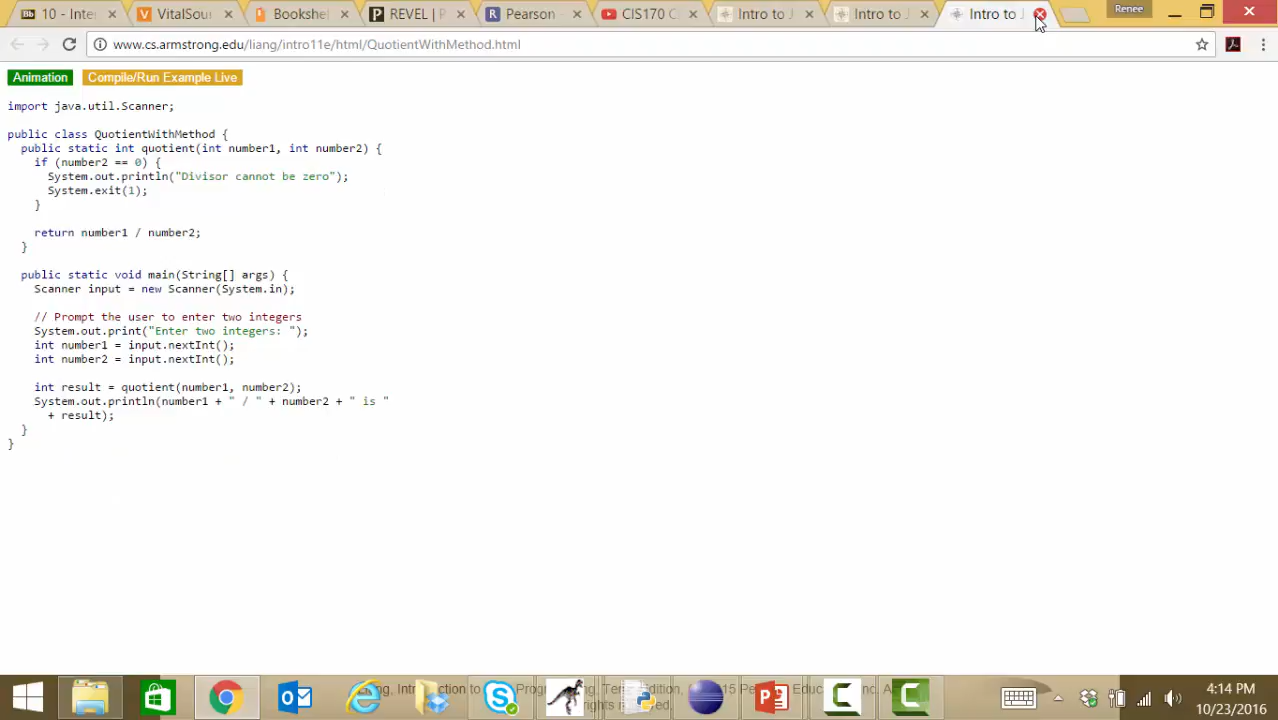 10 - Inte
VitalSou
Bookshe
REVEL | P
Pearson -
CIS170 C
Intro to J
Intro to J
Intro to J
Renee
www.cs.armstrong.edu/liang/intro11e/html/QuotientWithMethod.html
Animation
Compile/Run Example Live
import java.util.Scanner;
public class QuotientWithMethod {
public static int quotient(int number1, int number2) {
if (number2 == 0) {
System.out.println("Divisor cannot be zero");
System.exit(1);
}
return number1 / number2;
}
public static void main(String[] args) {
Scanner input = new Scanner(System.in);
// Prompt the user to enter two integers
System.out.print("Enter two integers: ");
int number1 = input.nextInt();
int number2 = input.nextInt();
int result = quotient(number1, number2);
System.out.println(number1 + " / " + number2 + " is "
+ result);
}
}
4:14 PM
10/23/2016